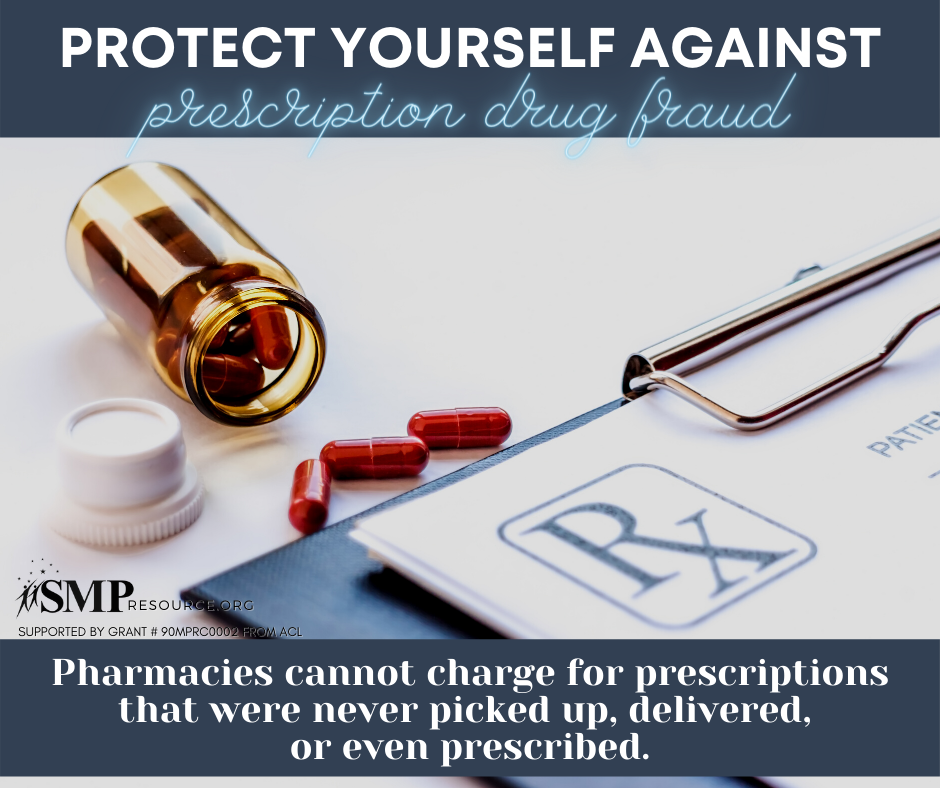 PROTECT YOURSELF AGAINST
prescription drug fraud
PATIEN
Rx
SMPRESOURCE.ORG
SUPPORTED BY GRANT # 90MPRC0002 FROM ACL
Pharmacies cannot charge for prescriptions
that were never picked up, delivered,
or even prescribed.